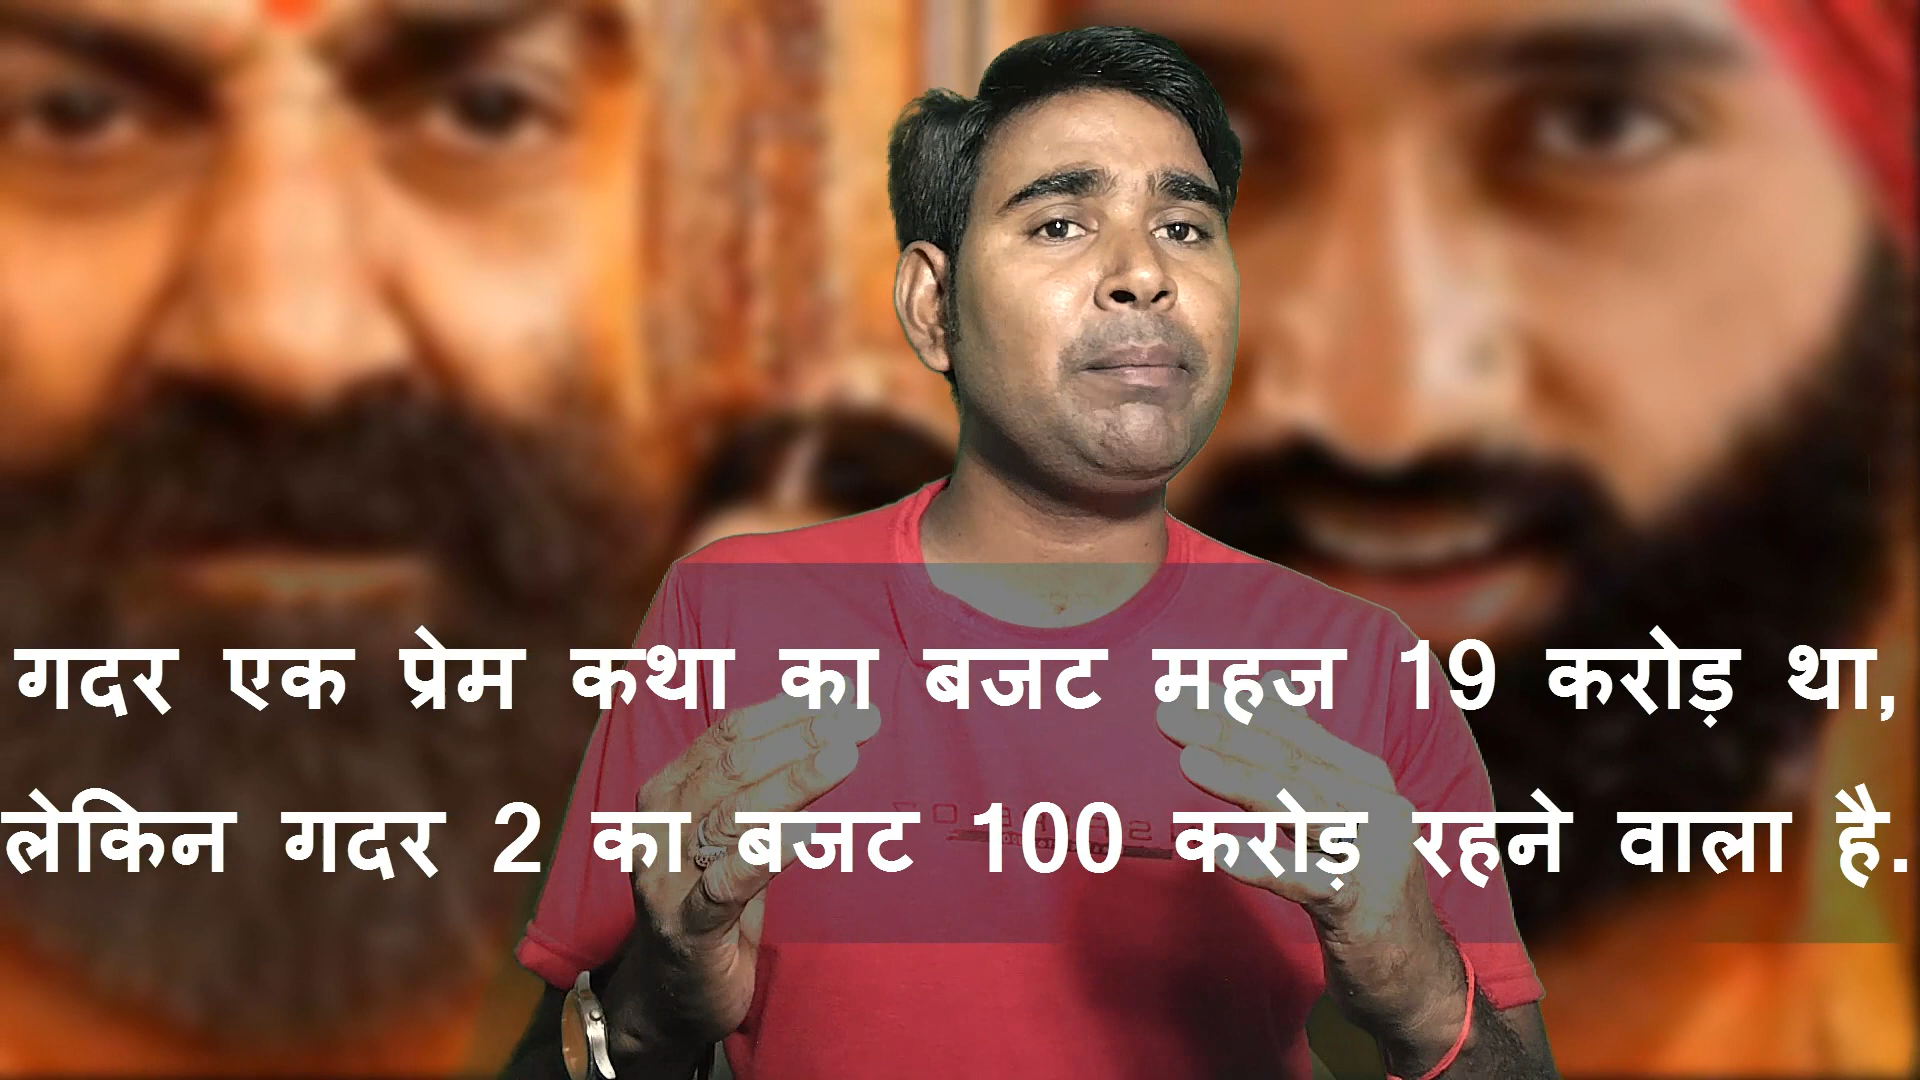 गदर एक प्रेम कथा का बजट महज 19 करोड़ था,
लेकिन गदर 2 का बजट 100 करोड़ रहने वाला है.